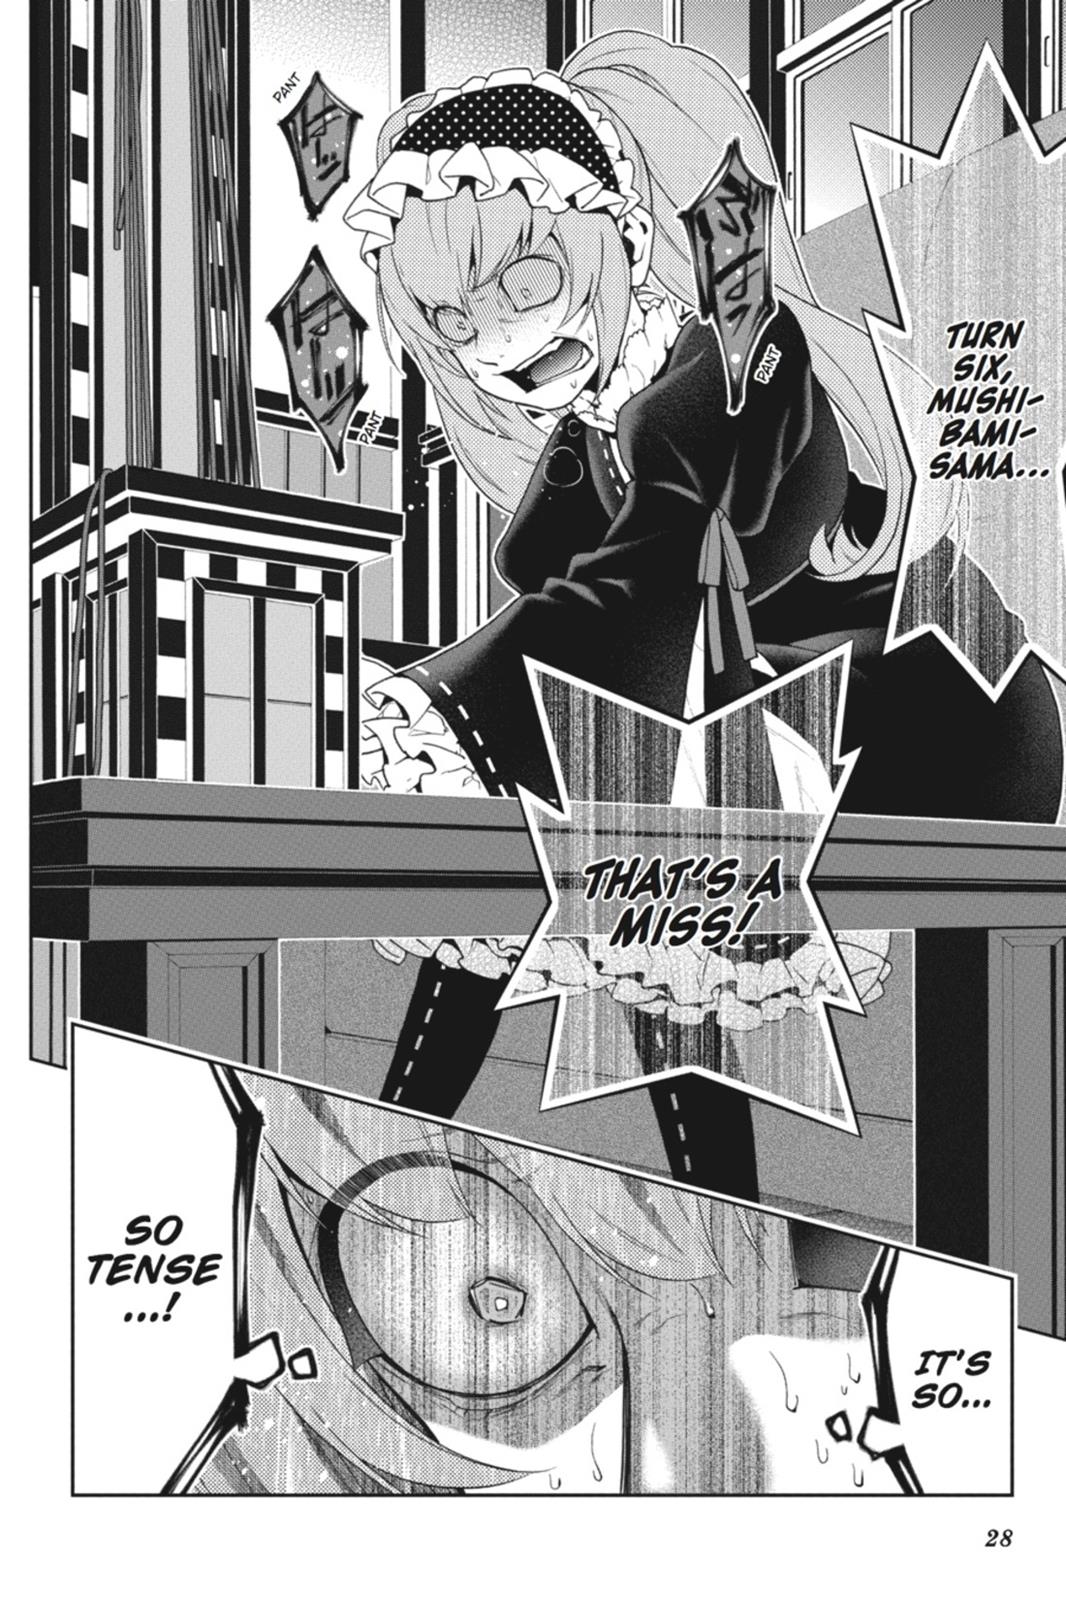 TURN
SIX,
MUSHI-
BAMI-
SAMA...
PANT
PANT
PANT
THAT'S A
MISS!
IT'S
SO...
SO
TENSE
...!
28